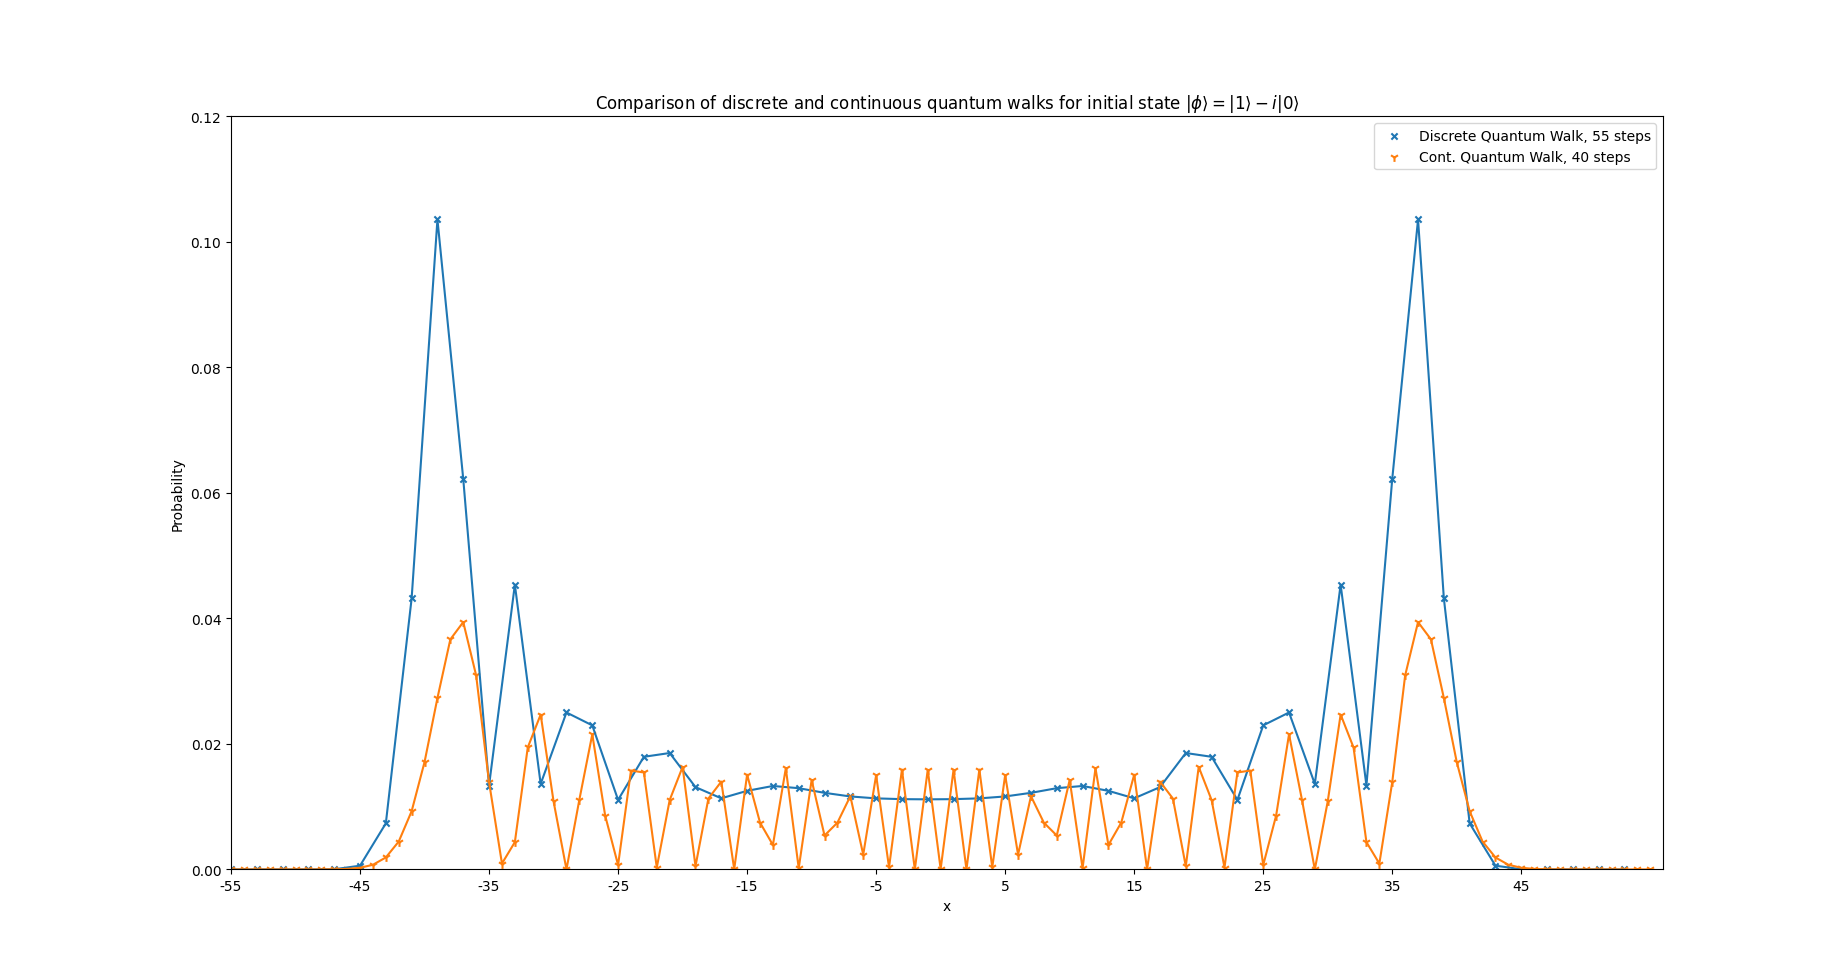 Comparison of discrete and continuous quantum walks for initial state |ϕ⟩ = |1⟩ − i|0⟩
Discrete Quantum Walk, 55 steps
Cont. Quantum Walk, 40 steps
0.12
0.10
0.08
0.06
0.04
0.02
0.00
Probability
-55 -45 -35 -25 -15 -5 5 15 25 35 45
x